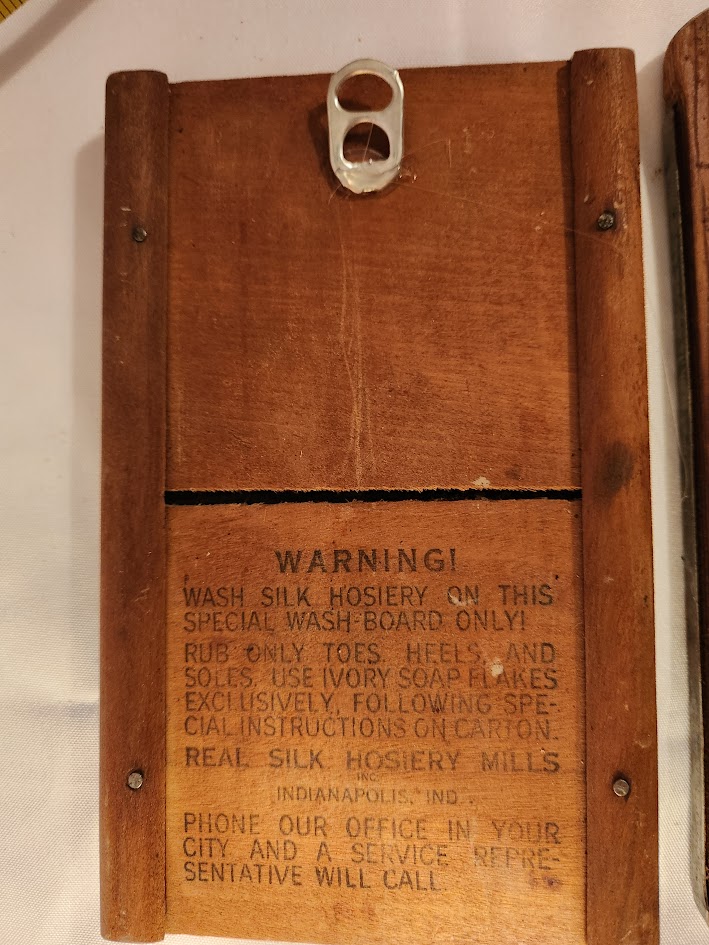 WARNING!
WASH SILK HOSIERY ON THIS
SPECIAL WASH-BOARD ONLY!
RUB ONLY TOES, HEELS, AND
SOLES. USE IVORY SOAP FLAKES
EXCLUSIVELY, FOLLOWING SPE-
CIAL INSTRUCTIONS ON CARTON.
REAL SILK HOSIERY MILLS
INC.
INDIANAPOLIS, IND.
PHONE OUR OFFICE IN YOUR
CITY AND A SERVICE REPRE-
SENTATIVE WILL CALL.